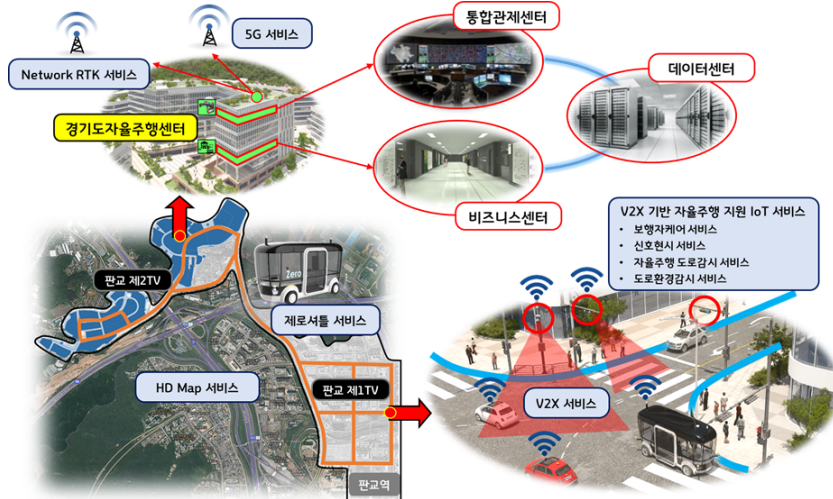 통합관제센터
5G 서비스
Network RTK 서비스
데이터센터
경기도자율주행센터
비즈니스센터
V2X 기반 자율주행 지원 IoT 서비스
• 보행자케어 서비스
• 신호현시 서비스
• 자율주행 도로감시 서비스
• 도로환경감시 서비스
판교 제2TV
Zero
제로셔틀 서비스
HD Map 서비스
판교 제1TV
V2X 서비스
판교역